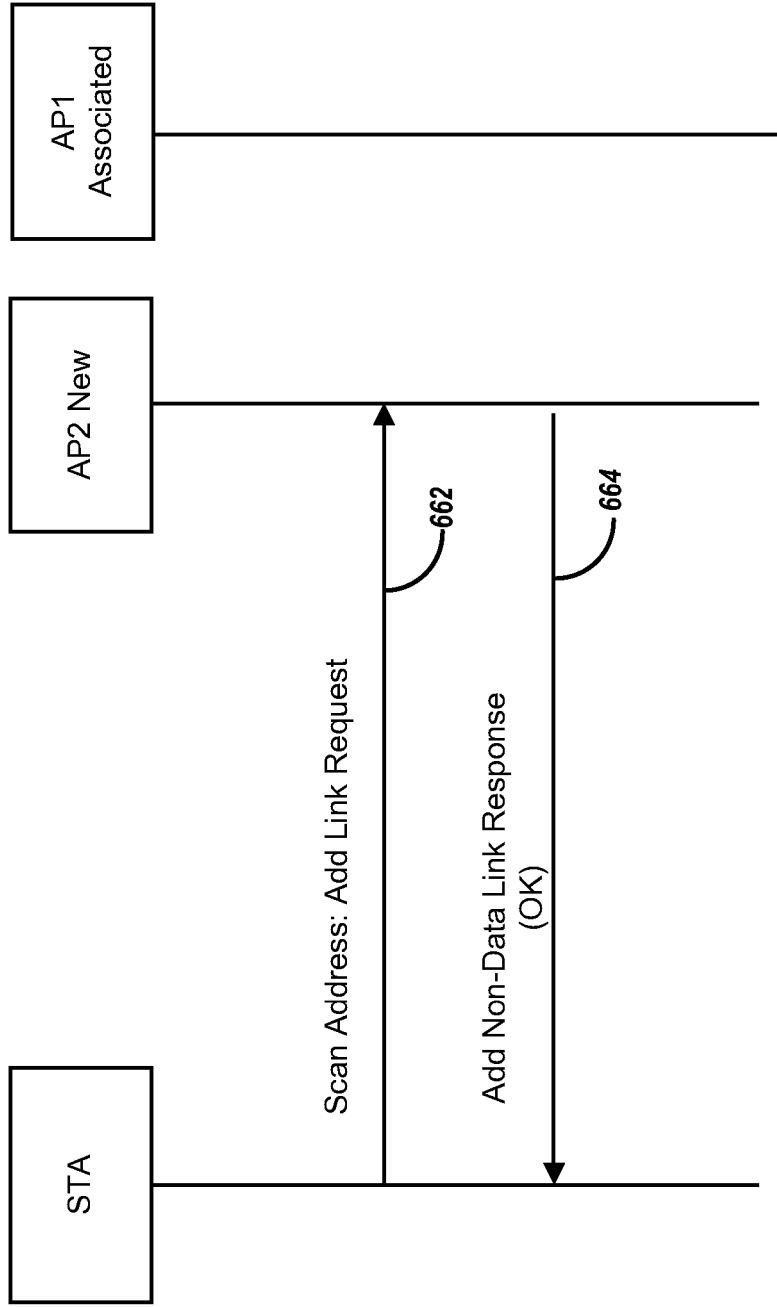 STA
AP2 New
AP1
Associated
Scan Address: Add Link Request
662
Add Non-Data Link Response
(OK)
664